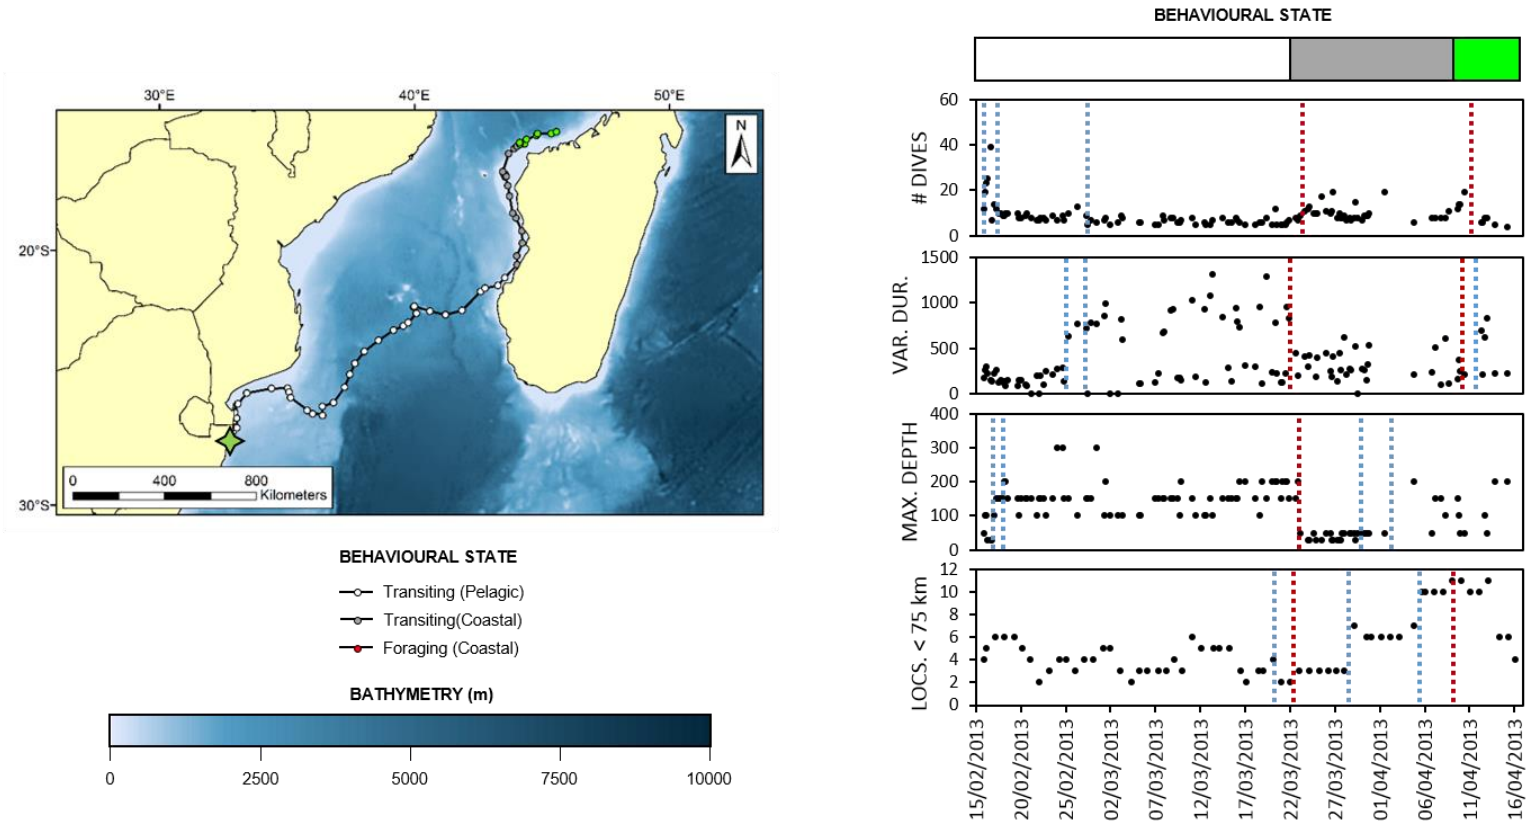 30°E 40°E 50°E
N
20°S
30°S
0 400 800
Kilometers
BEHAVIOURAL STATE
Transiting (Pelagic)
Transiting(Coastal)
Foraging (Coastal)
BATHYMETRY (m)
0 2500 5000 7500 10000
BEHAVIOURAL STATE
# DIVES
60
40
20
0
VAR. DUR.
1500
1000
500
0
MAX. DEPTH
400
300
200
100
0
LOCS. < 75 km
12
10
8
6
4
2
0
15/02/2013
20/02/2013
25/02/2013
02/03/2013
07/03/2013
12/03/2013
17/03/2013
22/03/2013
27/03/2013
01/04/2013
06/04/2013
11/04/2013
16/04/2013